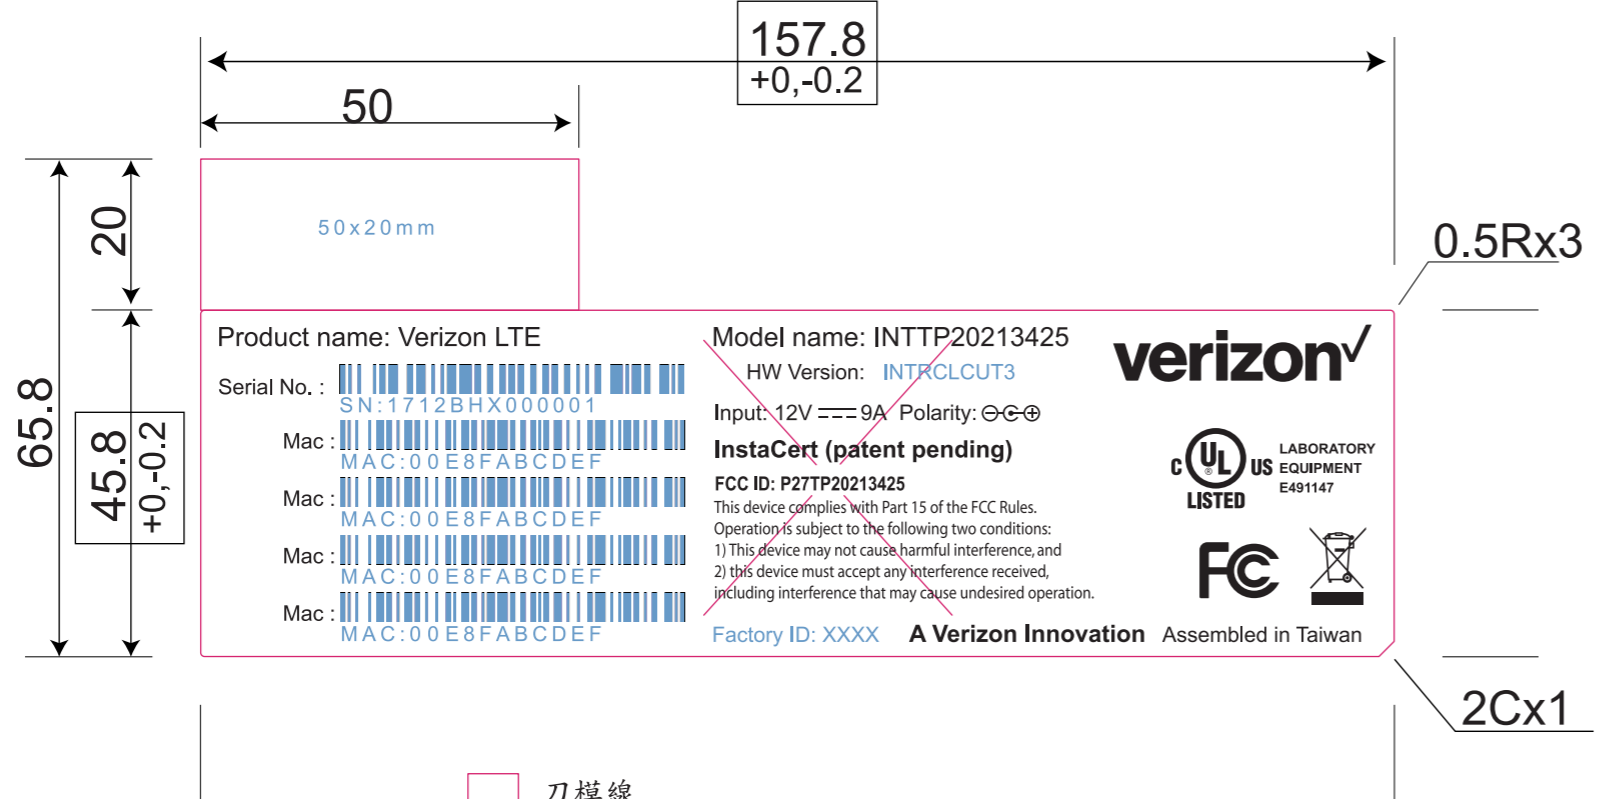 157.8
+0,-0.2
50
50x20mm
20
65.8
45.8
+0,-0.2
0.5Rx3
Product name: Verizon LTE
Serial No. :
SN:1712BHX000001
Mac :
MAC:00E8FABCDEF
Mac :
MAC:00E8FABCDEF
Mac :
MAC:00E8FABCDEF
Mac :
MAC:00E8FABCDEF
Model name: INTTP20213425
HW Version: INTRCLCUT3
Input: 12V 9A Polarity:
InstaCert (patent pending)
FCC ID: P27TP20213425
This device complies with Part 15 of the FCC Rules.
Operation is subject to the following two conditions:
1) This device may not cause harmful interference, and
2) this device must accept any interference received,
including interference that may cause undesired operation.
Factory ID: XXXX A Verizon Innovation Assembled in Taiwan
verizon
C UL ® US
LISTED
LABORATORY
EQUIPMENT
E491147
FC
2Cx1
刀模線